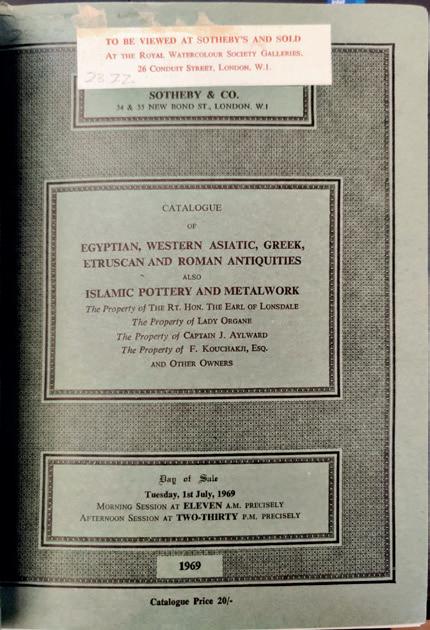 TO BE VIEWED AT SOTHEBY'S AND SOLD
AT THE ROYAL WATERCOLOUR SOCIETY GALLERIES,
26 CONDUIT STREET, LONDON, W.1.
SOTHEBY & CO.
34 & 35 NEW BOND ST., LONDON, W.1
CATALOGUE
OF
EGYPTIAN, WESTERN ASIATIC, GREEK,
ETRUSCAN AND ROMAN ANTIQUITIES
ALSO
ISLAMIC POTTERY AND METALWORK
The Property of THE RT. HON. THE EARL OF LONSDALE
The Property of LADY ORGANE
The Property of CAPTAIN J. AYLWARD
The Property of F. KOUCHAKJI, ESQ.
AND OTHER OWNERS
Day of Sale
Tuesday, 1st July, 1969
MORNING SESSION AT ELEVEN A.M. PRECISELY
AFTERNOON SESSION AT TWO-THIRTY P.M. PRECISELY
1969
Catalogue Price 20/-